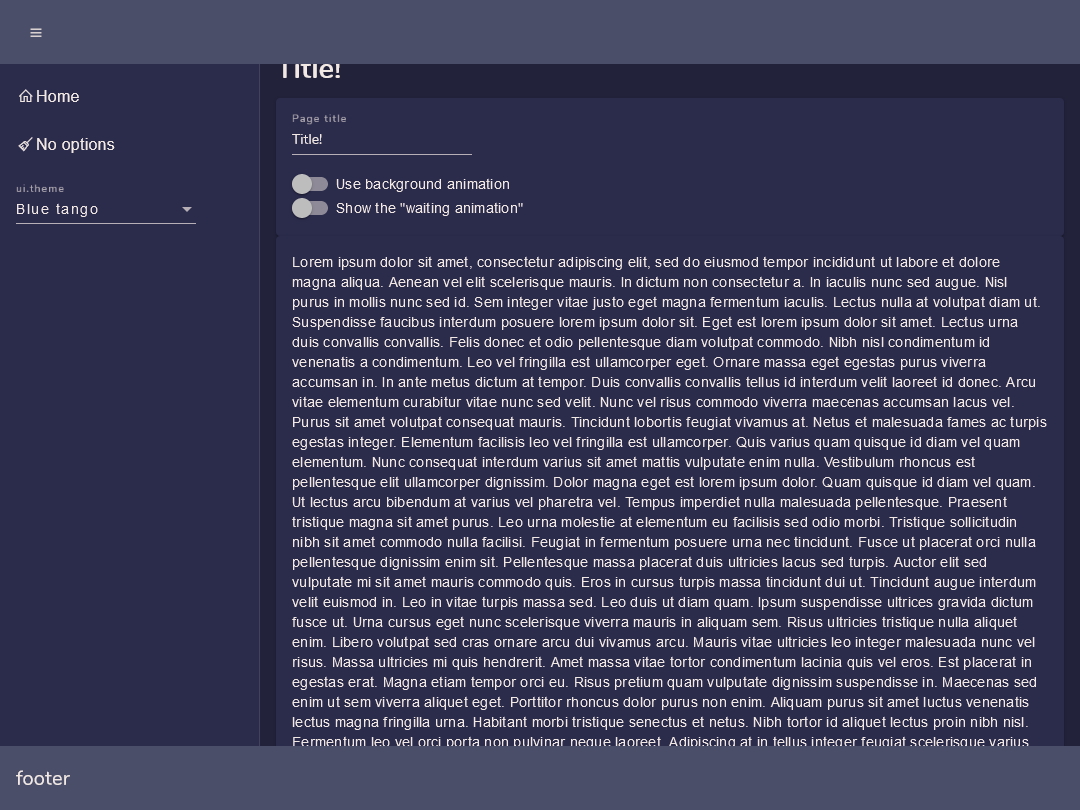 Title!
Home
No options
ui.theme
Blue tango
Page title
Title!
Use background animation
Show the "waiting animation"
Lorem ipsum dolor sit amet, consectetur adipiscing elit, sed do eiusmod tempor incididunt ut labore et dolore
magna aliqua. Aenean vel elit scelerisque mauris. In dictum non consectetur a. In iaculis nunc sed augue. Nisl
purus in mollis nunc sed id. Sem integer vitae justo eget magna fermentum iaculis. Lectus nulla at volutpat diam ut.
Suspendisse faucibus interdum posuere lorem ipsum dolor sit. Eget est lorem ipsum dolor sit amet. Lectus urna
duis convallis convallis. Felis donec et odio pellentesque diam volutpat commodo. Nibh nisl condimentum id
venenatis a condimentum. Leo vel fringilla est ullamcorper eget. Ornare massa eget egestas purus viverra
accumsan in. In ante metus dictum at tempor. Duis convallis convallis tellus id interdum velit laoreet id donec. Arcu
vitae elementum curabitur vitae nunc sed velit. Nunc vel risus commodo viverra maecenas accumsan lacus vel.
Purus sit amet volutpat consequat mauris. Tincidunt lobortis feugiat vivamus at. Netus et malesuada fames ac turpis
egestas integer. Elementum facilisis leo vel fringilla est ullamcorper. Quis varius quam quisque id diam vel quam
elementum. Nunc consequat interdum varius sit amet mattis vulputate enim nulla. Vestibulum rhoncus est
pellentesque elit ullamcorper dignissim. Dolor magna eget est lorem ipsum dolor. Quam quisque id diam vel quam.
Ut lectus arcu bibendum at varius vel pharetra vel. Tempus imperdiet nulla malesuada pellentesque. Praesent
tristique magna sit amet purus. Leo urna molestie at elementum eu facilisis sed odio morbi. Tristique sollicitudin
nibh sit amet commodo nulla facilisi. Feugiat in fermentum posuere urna nec tincidunt. Fusce ut placerat orci nulla
pellentesque dignissim enim sit. Pellentesque massa placerat duis ultricies lacus sed turpis. Auctor elit sed
vulputate mi sit amet mauris commodo quis. Eros in cursus turpis massa tincidunt dui ut. Tincidunt augue interdum
velit euismod in. Leo in vitae turpis massa sed. Leo duis ut diam quam. Ipsum suspendisse ultrices gravida dictum
fusce ut. Urna cursus eget nunc scelerisque viverra mauris in aliquam sem. Risus ultricies tristique nulla aliquet
enim. Libero volutpat sed cras ornare arcu dui vivamus arcu. Mauris vitae ultricies leo integer malesuada nunc vel
risus. Massa ultricies mi quis hendrerit. Amet massa vitae tortor condimentum lacinia quis vel eros. Est placerat in
egestas erat. Magna etiam tempor orci eu. Risus pretium quam vulputate dignissim suspendisse in. Maecenas sed
enim ut sem viverra aliquet eget. Porttitor rhoncus dolor purus non enim. Aliquam purus sit amet luctus venenatis
lectus magna fringilla urna. Habitant morbi tristique senectus et netus. Nibh tortor id aliquet lectus proin nibh nisl.
Fermentum leo vel orci porta non pulvinar neque laoreet. Adipiscing at in tellus integer feugiat scelerisque varius
footer